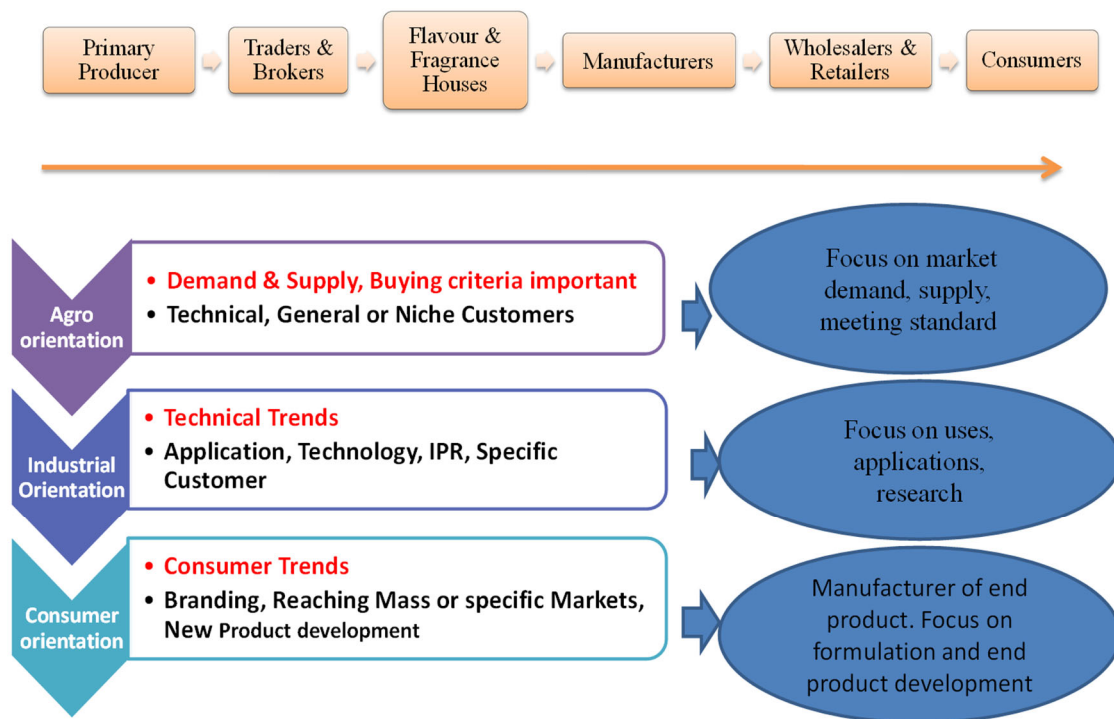 Primary
Producer
Traders &
Brokers
Flavour &
Fragrance
Houses
Manufacturers
Wholesalers &
Retailers
Consumers
Agro
orientation
• Demand & Supply, Buying criteria important
• Technical, General or Niche Customers
Focus on market
demand, supply,
meeting standard
Industrial
Orientation
• Technical Trends
• Application, Technology, IPR, Specific
Customer
Focus on uses,
applications,
research
Consumer
orientation
• Consumer Trends
• Branding, Reaching Mass or specific Markets,
New Product development
Manufacturer of end
product. Focus on
formulation and end
product development